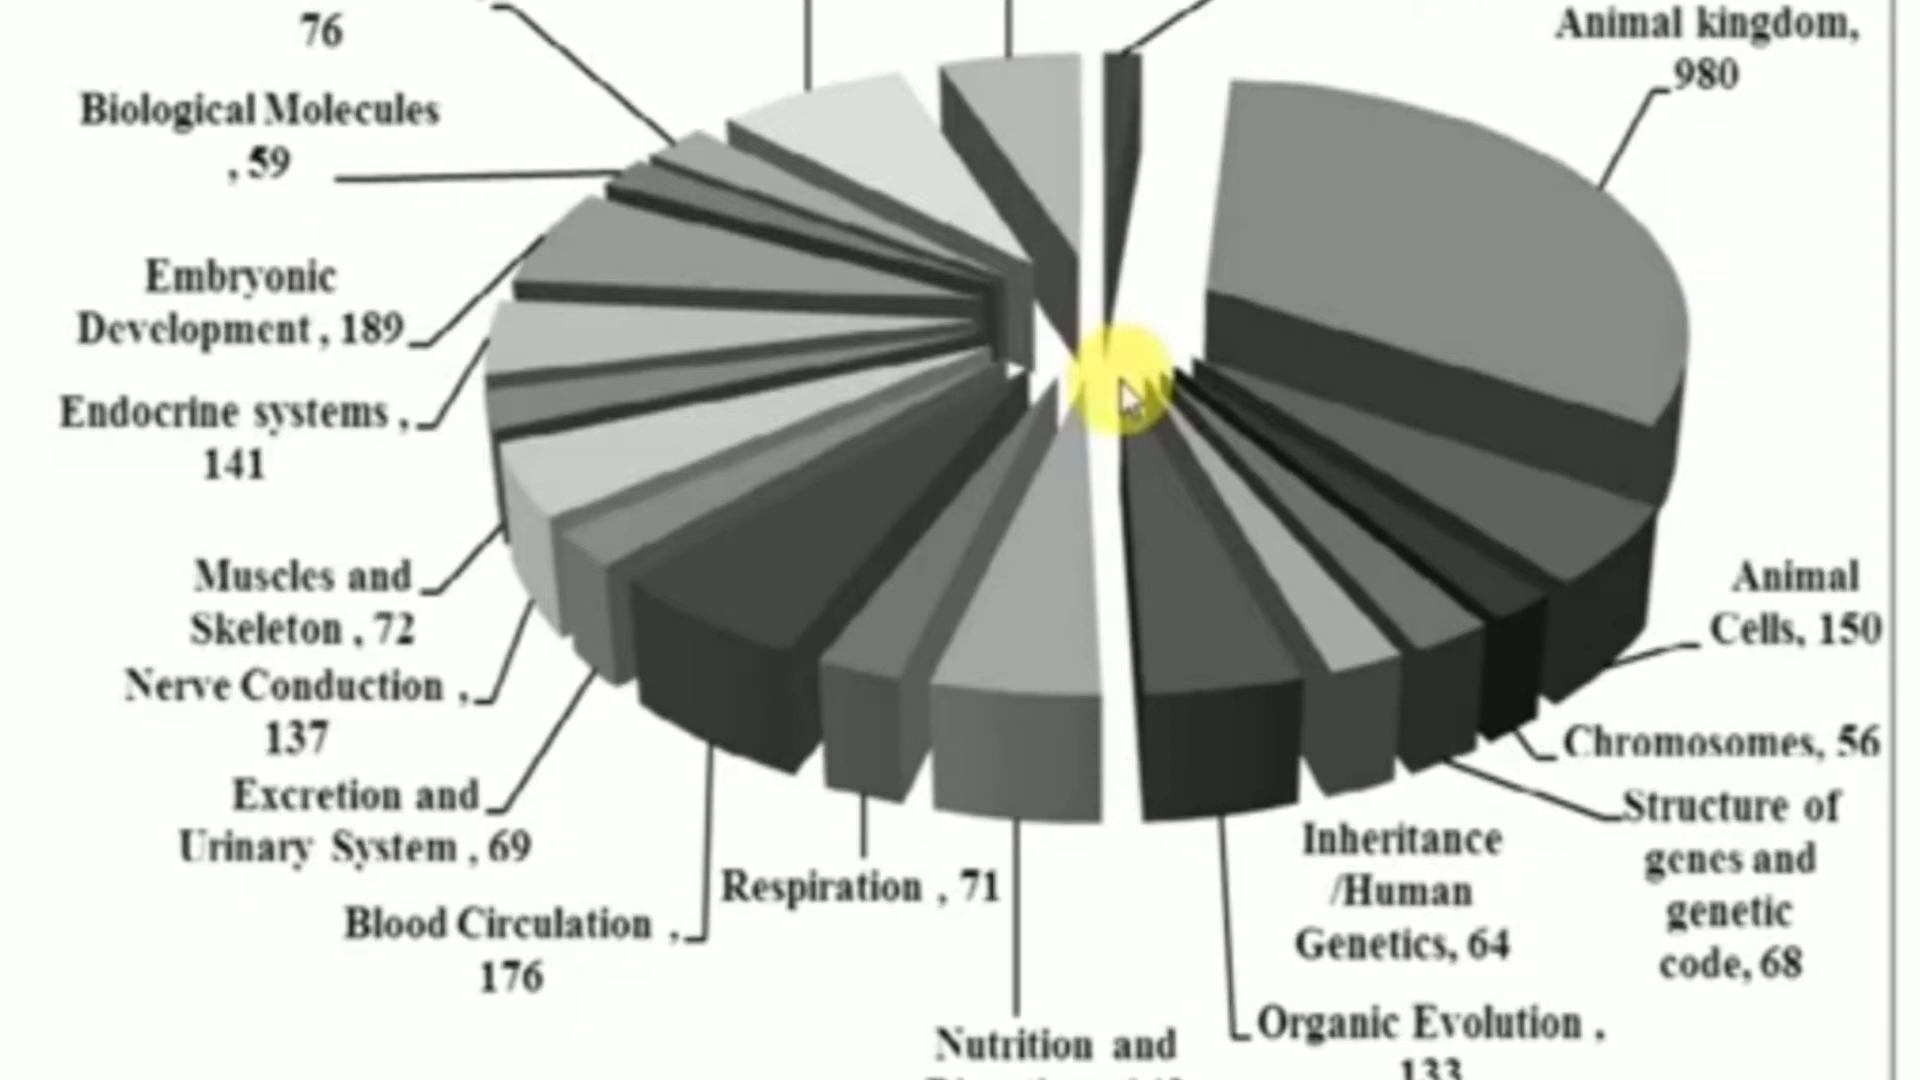 76
Biological Molecules
, 59
Embryonic
Development , 189
Endocrine systems ,
141
Muscles and
Skeleton , 72
Nerve Conduction ,
137
Excretion and
Urinary System , 69
Blood Circulation ,
176
Respiration , 71
Nutrition and
Organic Evolution ,
133
Inheritance
/Human
Genetics, 64
Structure of
genes and
genetic
code, 68
Chromosomes, 56
Animal
Cells, 150
Animal kingdom,
980